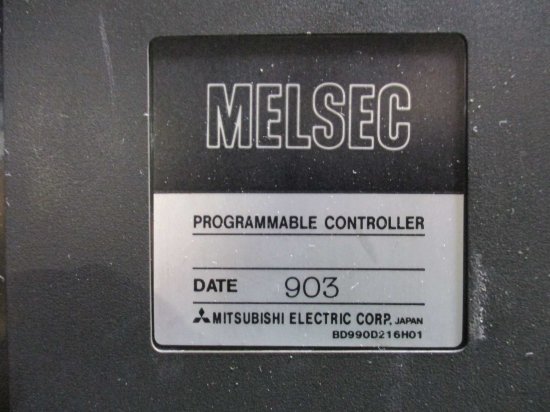 MELSEC
PROGRAMMABLE CONTROLLER
DATE 903
MITSUBISHI ELECTRIC CORP. JAPAN
BD990D216H01